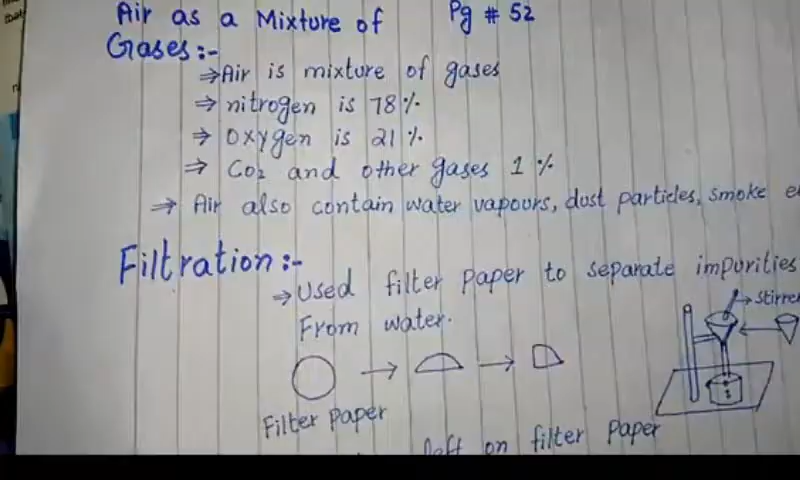 Air as a Mixture of Pg # 52
Gases:-
⇒ Air is mixture of gases
⇒ nitrogen is 78%
⇒ Oxygen is 21%
⇒ CO2 and other gases 1%
⇒ Air also contain water vapours, dust particles, smoke
Filtration:-
⇒ Used filter paper to separate impurities
From water.
→ Stirrer
Filter paper
left on filter paper